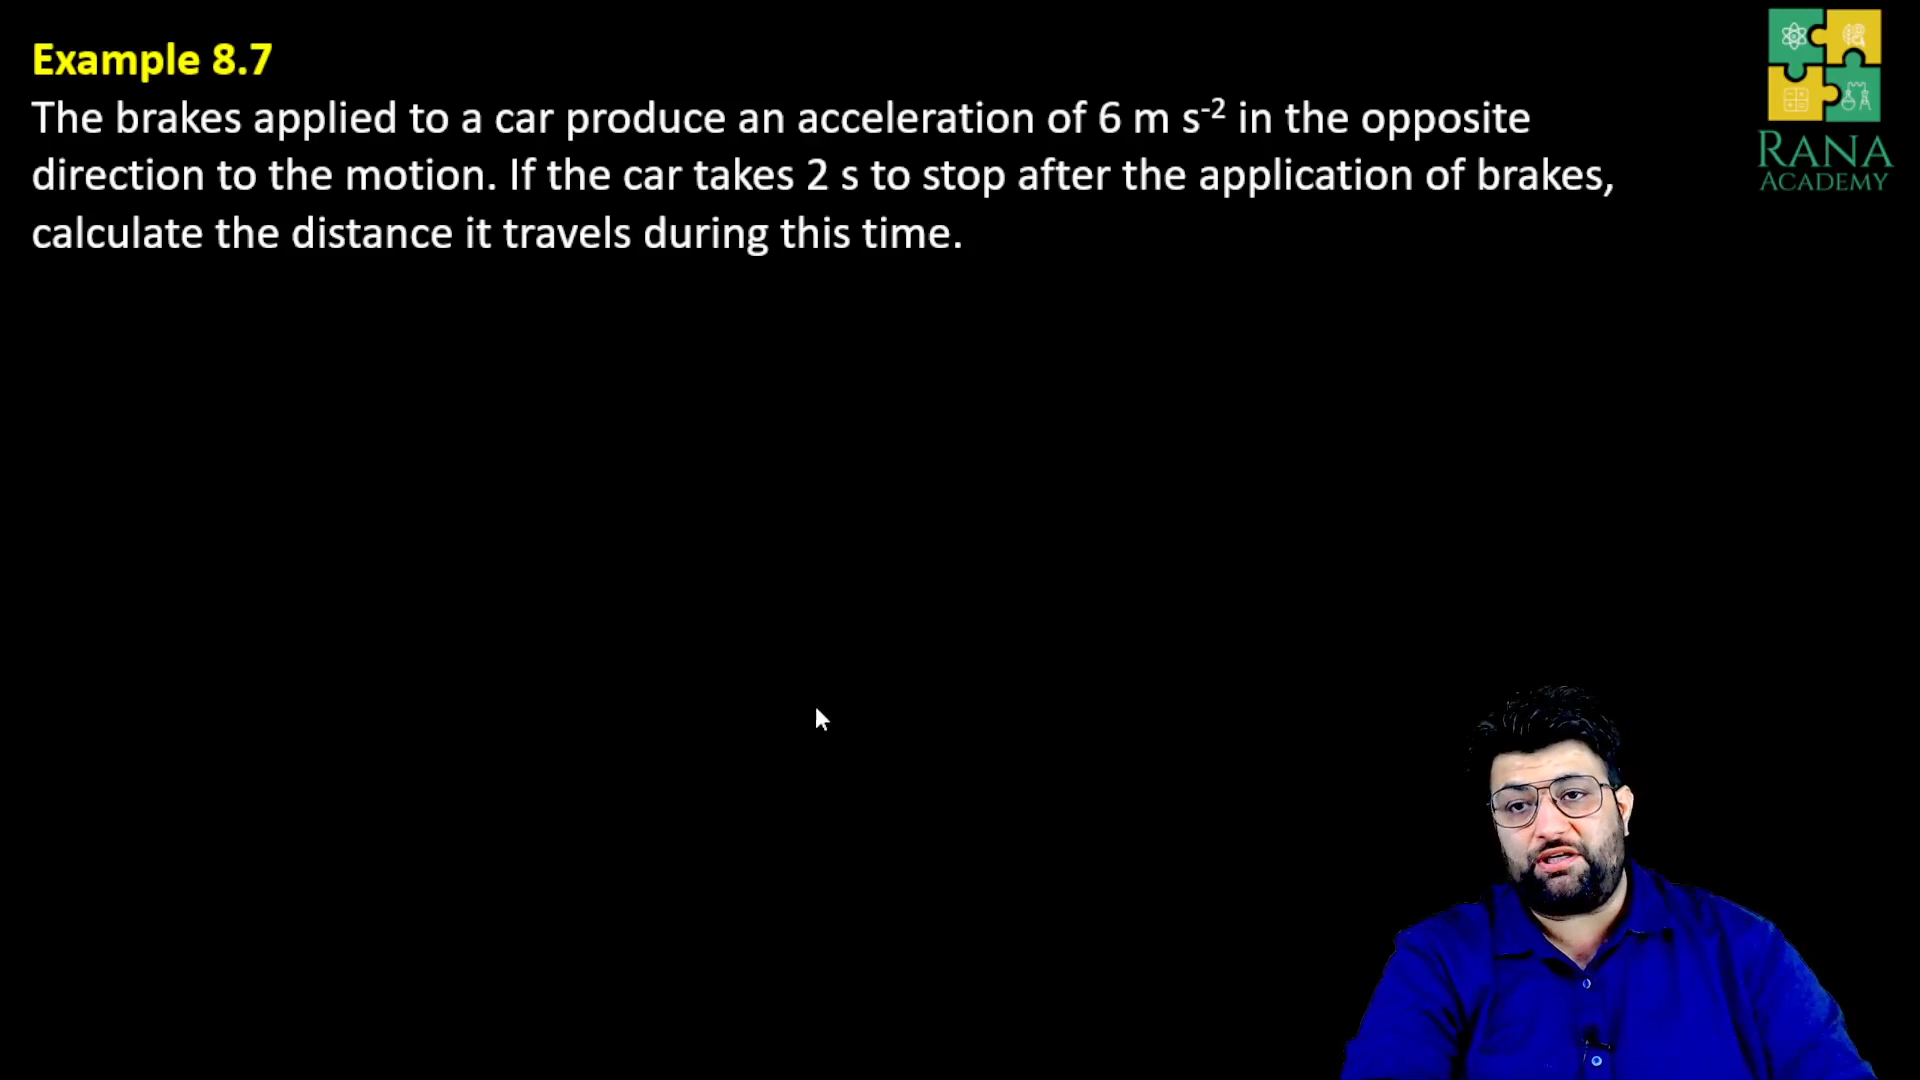 Example 8.7
The brakes applied to a car produce an acceleration of 6 m s⁻² in the opposite
direction to the motion. If the car takes 2 s to stop after the application of brakes,
calculate the distance it travels during this time.
RANA
ACADEMY